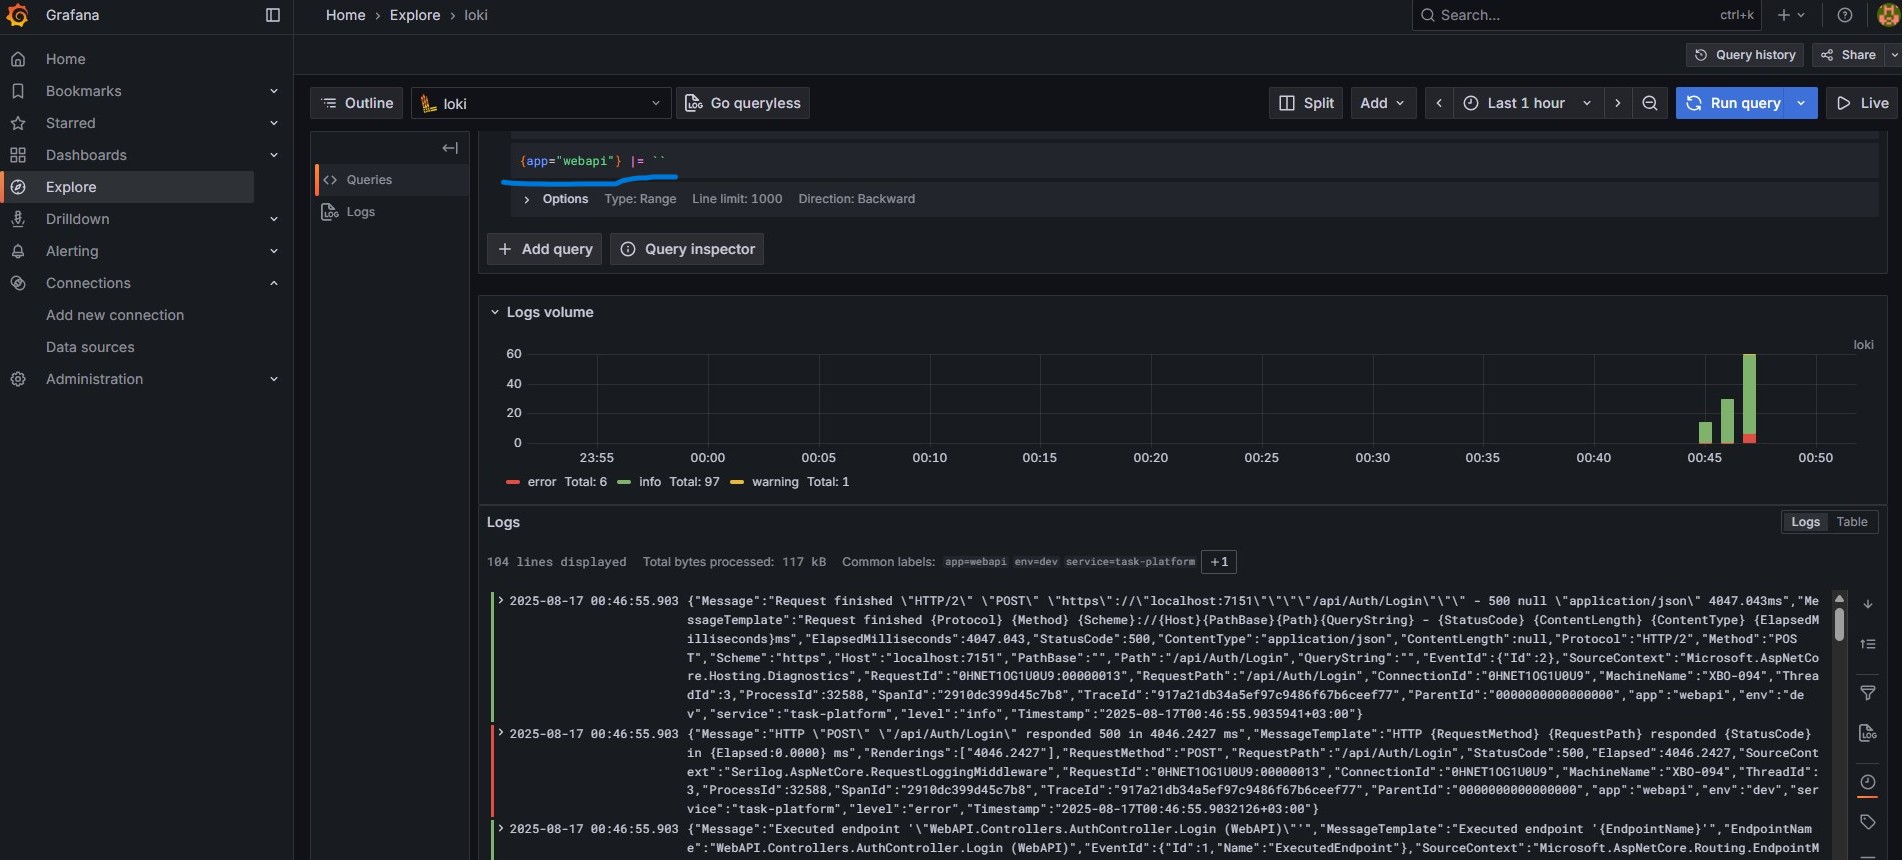 Grafana
Home › Explore › loki
Search...
ctrl+k
Home
Bookmarks
Starred
Dashboards
Explore
Drilldown
Alerting
Connections
Add new connection
Data sources
Administration
Query history
Share
Outline
loki
Go queryless
Split
Add
Last 1 hour
Run query
Live
Queries
Logs
{app="webapi"} |= ``
Options Type: Range Line limit: 1000 Direction: Backward
+ Add query
Query inspector
Logs volume
loki
60
40
20
0
23:55 00:00 00:05 00:10 00:15 00:20 00:25 00:30 00:35 00:40 00:45 00:50
error Total: 6 info Total: 97 warning Total: 1
Logs
Logs Table
104 lines displayed Total bytes processed: 117 kB Common labels: app=webapi env=dev service=task-platform +1
2025-08-17 00:46:55.903 {"Message":"Request finished \"HTTP/2\" \"POST\" \"https\"://\"localhost:7151\"\"\"\"/api/Auth/Login\"\"\" - 500 null \"application/json\" 4047.043ms","Me
ssageTemplate":"Request finished {Protocol} {Method} {Scheme}://{Host}{PathBase}{Path}{QueryString} - {StatusCode} {ContentLength} {ContentType} {ElapsedM
illiseconds}ms","ElapsedMilliseconds":4047.043,"StatusCode":500,"ContentType":"application/json","ContentLength":null,"Protocol":"HTTP/2","Method":"POS
T","Scheme":"https","Host":"localhost:7151","PathBase":"","Path":"/api/Auth/Login","QueryString":"","EventId":{"Id":2},"SourceContext":"Microsoft.AspNetCo
re.Hosting.Diagnostics","RequestId":"0HNET1OG1U0U9:00000013","RequestPath":"/api/Auth/Login","ConnectionId":"0HNET1OG1U0U9","MachineName":"XBO-094","Threa
dId":3,"ProcessId":32588,"SpanId":"2910dc399d45c7b8","TraceId":"917a21db34a5ef97c9486f67b6ceef77","ParentId":"0000000000000000","app":"webapi","env":"de
v","service":"task-platform","level":"info","Timestamp":"2025-08-17T00:46:55.9035941+03:00"}
2025-08-17 00:46:55.903 {"Message":"HTTP \"POST\" \"/api/Auth/Login\" responded 500 in 4046.2427 ms","MessageTemplate":"HTTP {RequestMethod} {RequestPath} responded {StatusCode}
in {Elapsed:0.0000} ms","Renderings":["4046.2427"],"RequestMethod":"POST","RequestPath":"/api/Auth/Login","StatusCode":500,"Elapsed":4046.2427,"SourceCont
ext":"Serilog.AspNetCore.RequestLoggingMiddleware","RequestId":"0HNET1OG1U0U9:00000013","ConnectionId":"0HNET1OG1U0U9","MachineName":"XBO-094","ThreadId":
3,"ProcessId":32588,"SpanId":"2910dc399d45c7b8","TraceId":"917a21db34a5ef97c9486f67b6ceef77","ParentId":"0000000000000000","app":"webapi","env":"dev","ser
vice":"task-platform","level":"error","Timestamp":"2025-08-17T00:46:55.9032126+03:00"}
2025-08-17 00:46:55.903 {"Message":"Executed endpoint '\"WebAPI.Controllers.AuthController.Login (WebAPI)\"'","MessageTemplate":"Executed endpoint '{EndpointName}'","EndpointNam
e":"WebAPI.Controllers.AuthController.Login (WebAPI)","EventId":{"Id":1,"Name":"ExecutedEndpoint"},"SourceContext":"Microsoft.AspNetCore.Routing.EndpointM